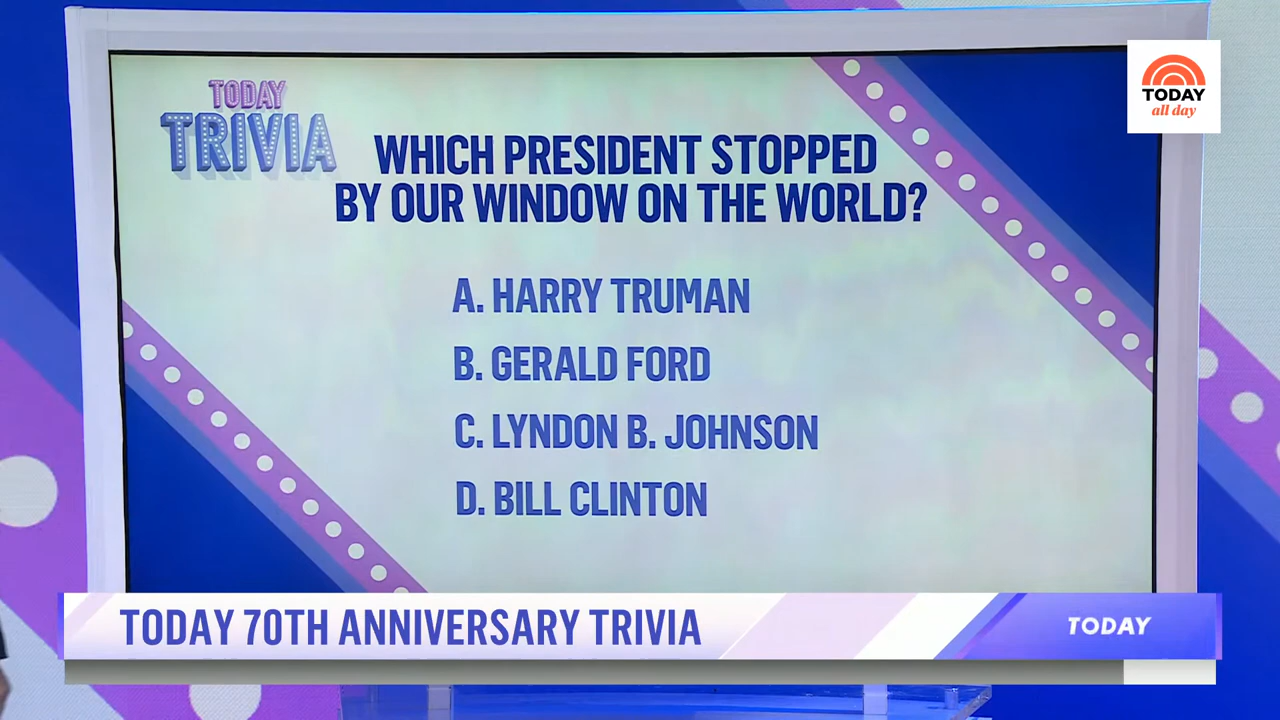 TODAY
all day
TODAY
TRIVIA
WHICH PRESIDENT STOPPED
BY OUR WINDOW ON THE WORLD?
A. HARRY TRUMAN
B. GERALD FORD
C. LYNDON B. JOHNSON
D. BILL CLINTON
TODAY 70TH ANNIVERSARY TRIVIA
TODAY